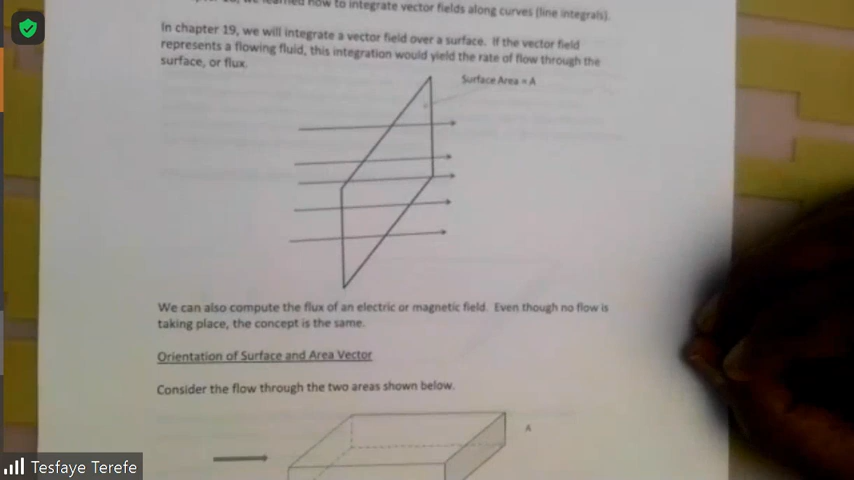 how to integrate vector fields along curves (line integrals).
In chapter 19, we will integrate a vector field over a surface. If the vector field
represents a flowing fluid, this integration would yield the rate of flow through the
surface, or flux.
Surface Area = A
We can also compute the flux of an electric or magnetic field. Even though no flow is
taking place, the concept is the same.
Orientation of Surface and Area Vector
Consider the flow through the two areas shown below.
A
Tesfaye Terefe